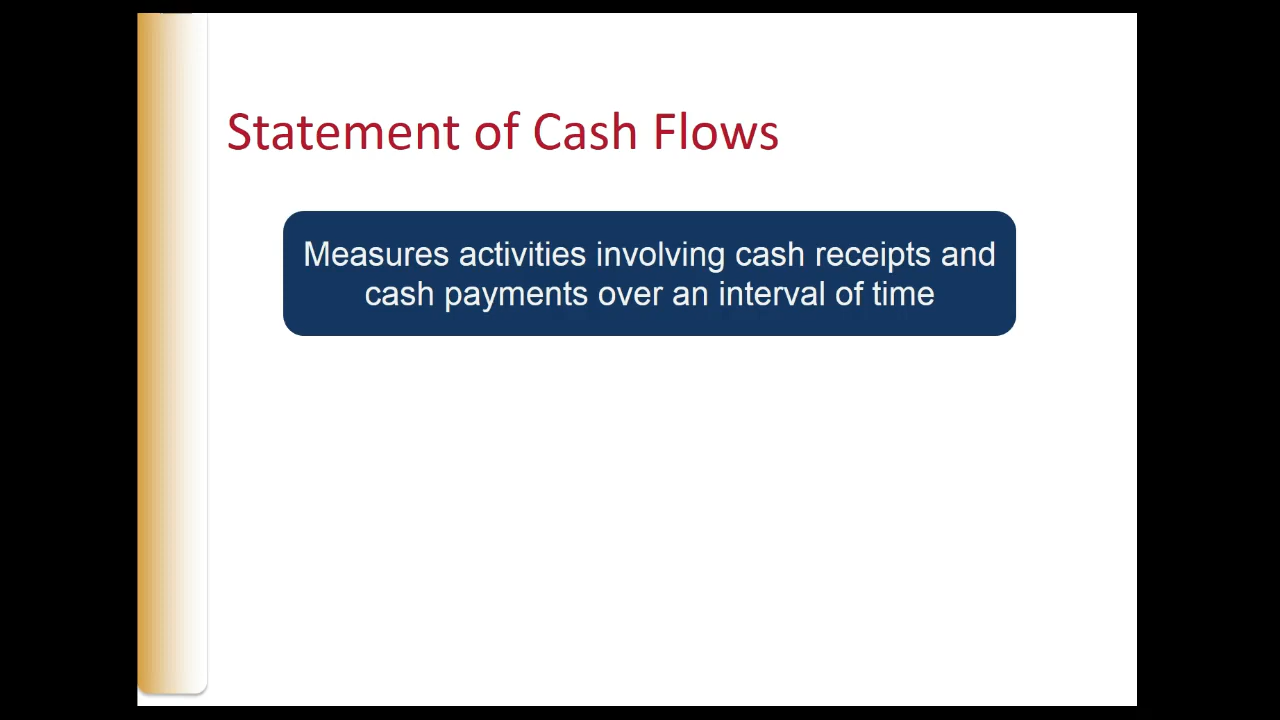 Statement of Cash Flows
Measures activities involving cash receipts and
cash payments over an interval of time